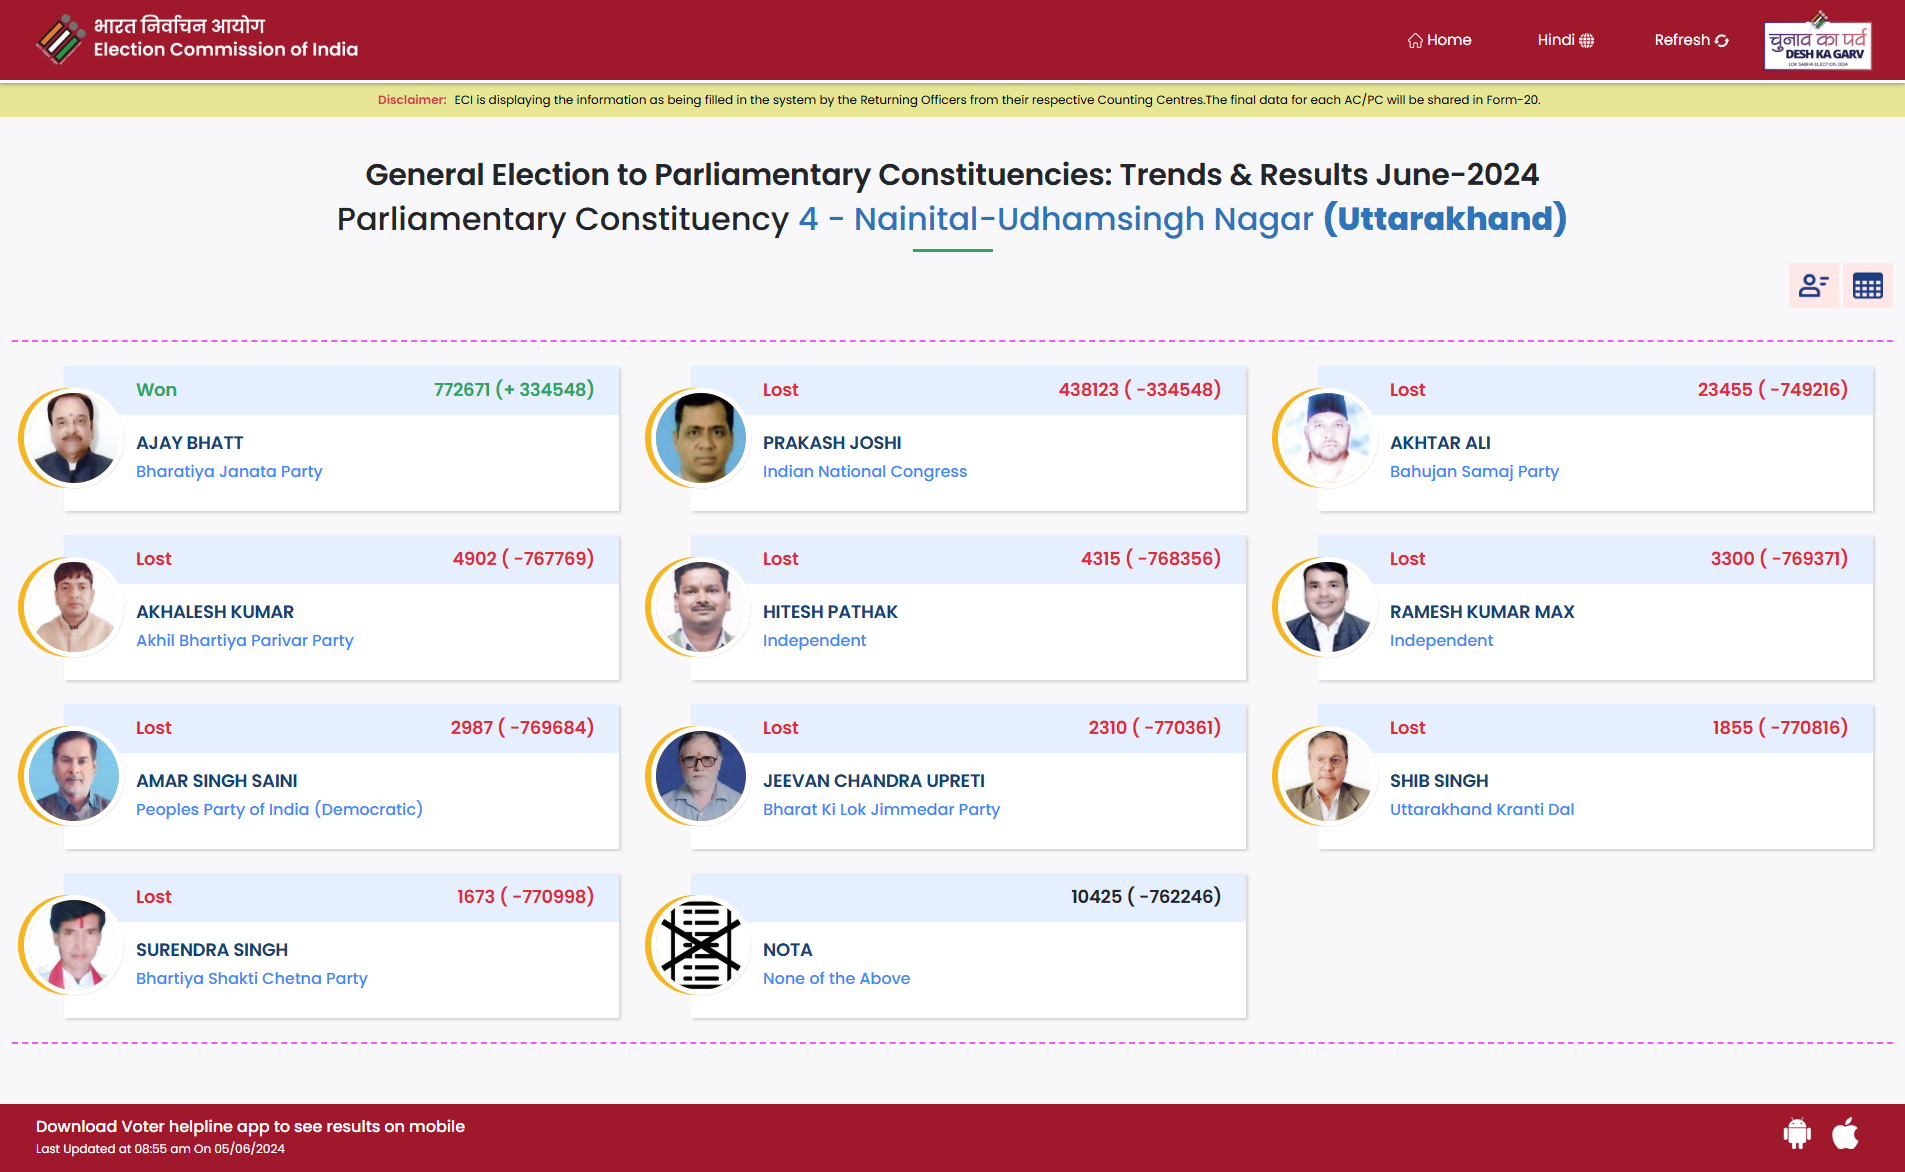 भारत निर्वाचन आयोग
Election Commission of India
Home
Hindi
Refresh
चुनाव का पर्व
DESH KA GARV
LOK SABHA ELECTION 2024
Disclaimer: ECI is displaying the information as being filled in the system by the Returning Officers from their respective Counting Centres.The final data for each AC/PC will be shared in Form-20.
General Election to Parliamentary Constituencies: Trends & Results June-2024
Parliamentary Constituency 4 - Nainital-Udhamsingh Nagar (Uttarakhand)
Won 772671 (+ 334548)
AJAY BHATT
Bharatiya Janata Party
Lost 438123 ( -334548)
PRAKASH JOSHI
Indian National Congress
Lost 23455 ( -749216)
AKHTAR ALI
Bahujan Samaj Party
Lost 4902 ( -767769)
AKHALESH KUMAR
Akhil Bhartiya Parivar Party
Lost 4315 ( -768356)
HITESH PATHAK
Independent
Lost 3300 ( -769371)
RAMESH KUMAR MAX
Independent
Lost 2987 ( -769684)
AMAR SINGH SAINI
Peoples Party of India (Democratic)
Lost 2310 ( -770361)
JEEVAN CHANDRA UPRETI
Bharat Ki Lok Jimmedar Party
Lost 1855 ( -770816)
SHIB SINGH
Uttarakhand Kranti Dal
Lost 1673 ( -770998)
SURENDRA SINGH
Bhartiya Shakti Chetna Party
10425 ( -762246)
NOTA
None of the Above
Download Voter helpline app to see results on mobile
Last Updated at 08:55 am On 05/06/2024